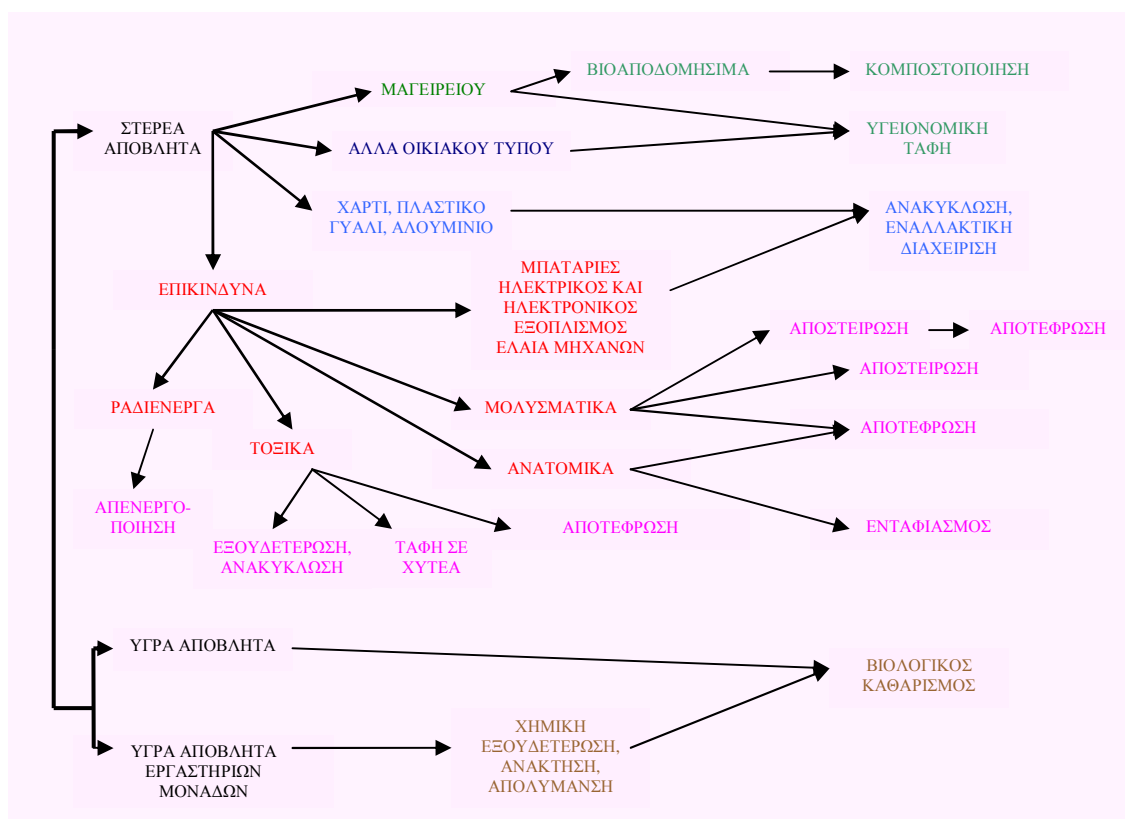 ΒΙΟΑΠΟΔΟΜΗΣΙΜΑ
ΚΟΜΠΟΣΤΟΠΟΙΗΣΗ
ΜΑΓΕΙΡΕΙΟΥ
ΣΤΕΡΕΑ
ΑΠΟΒΛΗΤΑ
ΥΓΕΙΟΝΟΜΙΚΗ
ΤΑΦΗ
ΑΛΛΑ ΟΙΚΙΑΚΟΥ ΤΥΠΟΥ
ΧΑΡΤΙ, ΠΛΑΣΤΙΚΟ
ΓΥΑΛΙ, ΑΛΟΥΜΙΝΙΟ
ΑΝΑΚΥΚΛΩΣΗ,
ΕΝΑΛΛΑΚΤΙΚΗ
ΔΙΑΧΕΙΡΙΣΗ
ΕΠΙΚΙΝΔΥΝΑ
ΜΠΑΤΑΡΙΕΣ
ΗΛΕΚΤΡΙΚΟΣ ΚΑΙ
ΗΛΕΚΤΡΟΝΙΚΟΣ
ΕΞΟΠΛΙΣΜΟΣ
ΕΛΑΙΑ ΜΗΧΑΝΩΝ
ΑΠΟΣΤΕΙΡΩΣΗ
ΑΠΟΤΕΦΡΩΣΗ
ΑΠΟΣΤΕΙΡΩΣΗ
ΡΑΔΙΕΝΕΡΓΑ
ΜΟΛΥΣΜΑΤΙΚΑ
ΑΠΟΤΕΦΡΩΣΗ
ΤΟΞΙΚΑ
ΑΝΑΤΟΜΙΚΑ
ΑΠΕΝΕΡΓΟ-
ΠΟΙΗΣΗ
ΕΞΟΥΔΕΤΕΡΩΣΗ,
ΑΝΑΚΥΚΛΩΣΗ
ΤΑΦΗ ΣΕ
ΧΥΤΕΑ
ΑΠΟΤΕΦΡΩΣΗ
ΕΝΤΑΦΙΑΣΜΟΣ
ΥΓΡΑ ΑΠΟΒΛΗΤΑ
ΒΙΟΛΟΓΙΚΟΣ
ΚΑΘΑΡΙΣΜΟΣ
ΥΓΡΑ ΑΠΟΒΛΗΤΑ
ΕΡΓΑΣΤΗΡΙΩΝ
ΜΟΝΑΔΩΝ
ΧΗΜΙΚΗ
ΕΞΟΥΔΕΤΕΡΩΣΗ,
ΑΝΑΚΤΗΣΗ,
ΑΠΟΛΥΜΑΝΣΗ